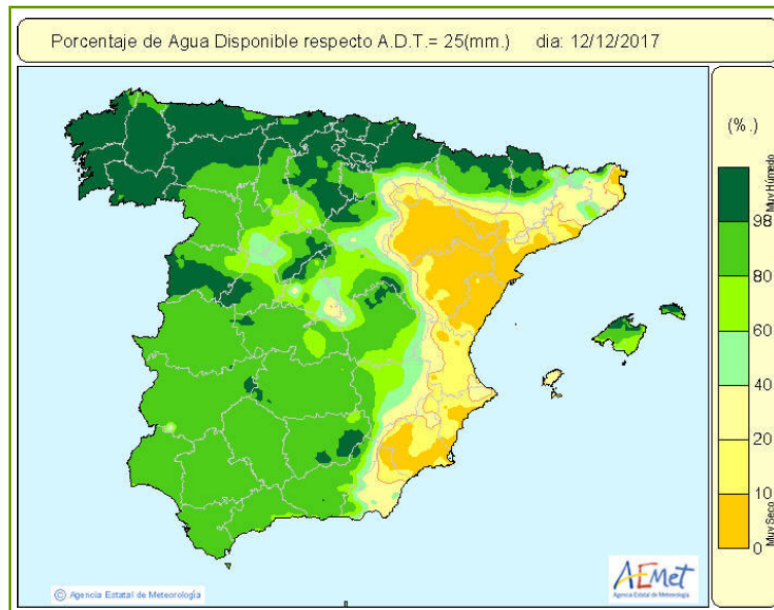 Porcentaje de Agua Disponible respecto A.D.T.= 25(mm.) dia: 12/12/2017
(%.)
Muy Húmedo
98
80
60
40
20
10
0
Muy Seco
© Agencia Estatal de Meteorología
AEMet
Agencia Estatal de Meteorología